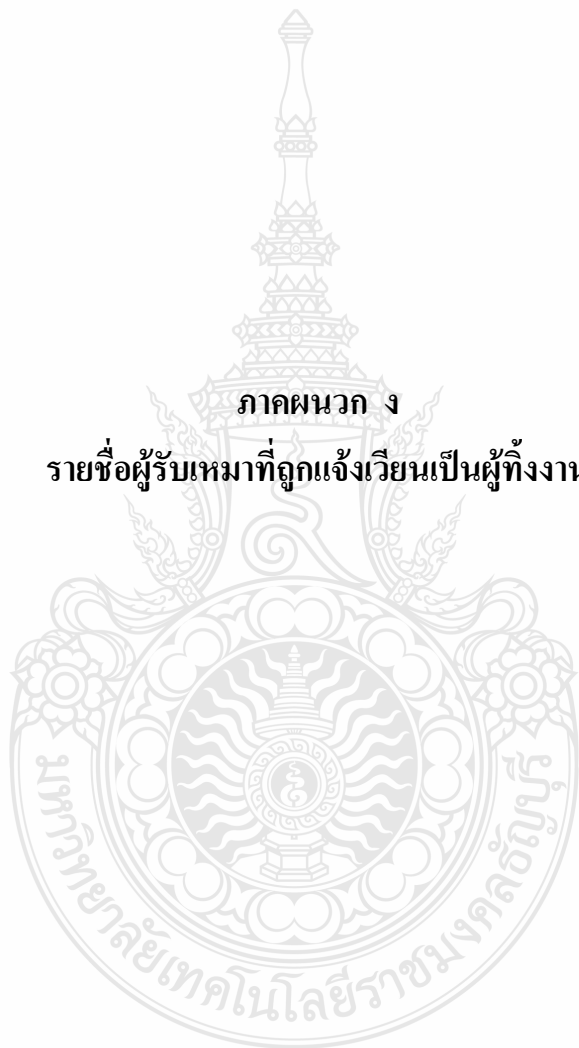 ภาคผนวก ง
รายชื่อผู้รับเหมาที่ถูกแจ้งเวียนเป็นผู้ทิ้งงาน
มหาวิทยาลัยเทคโนโลยีราชมงคลธัญบุรี